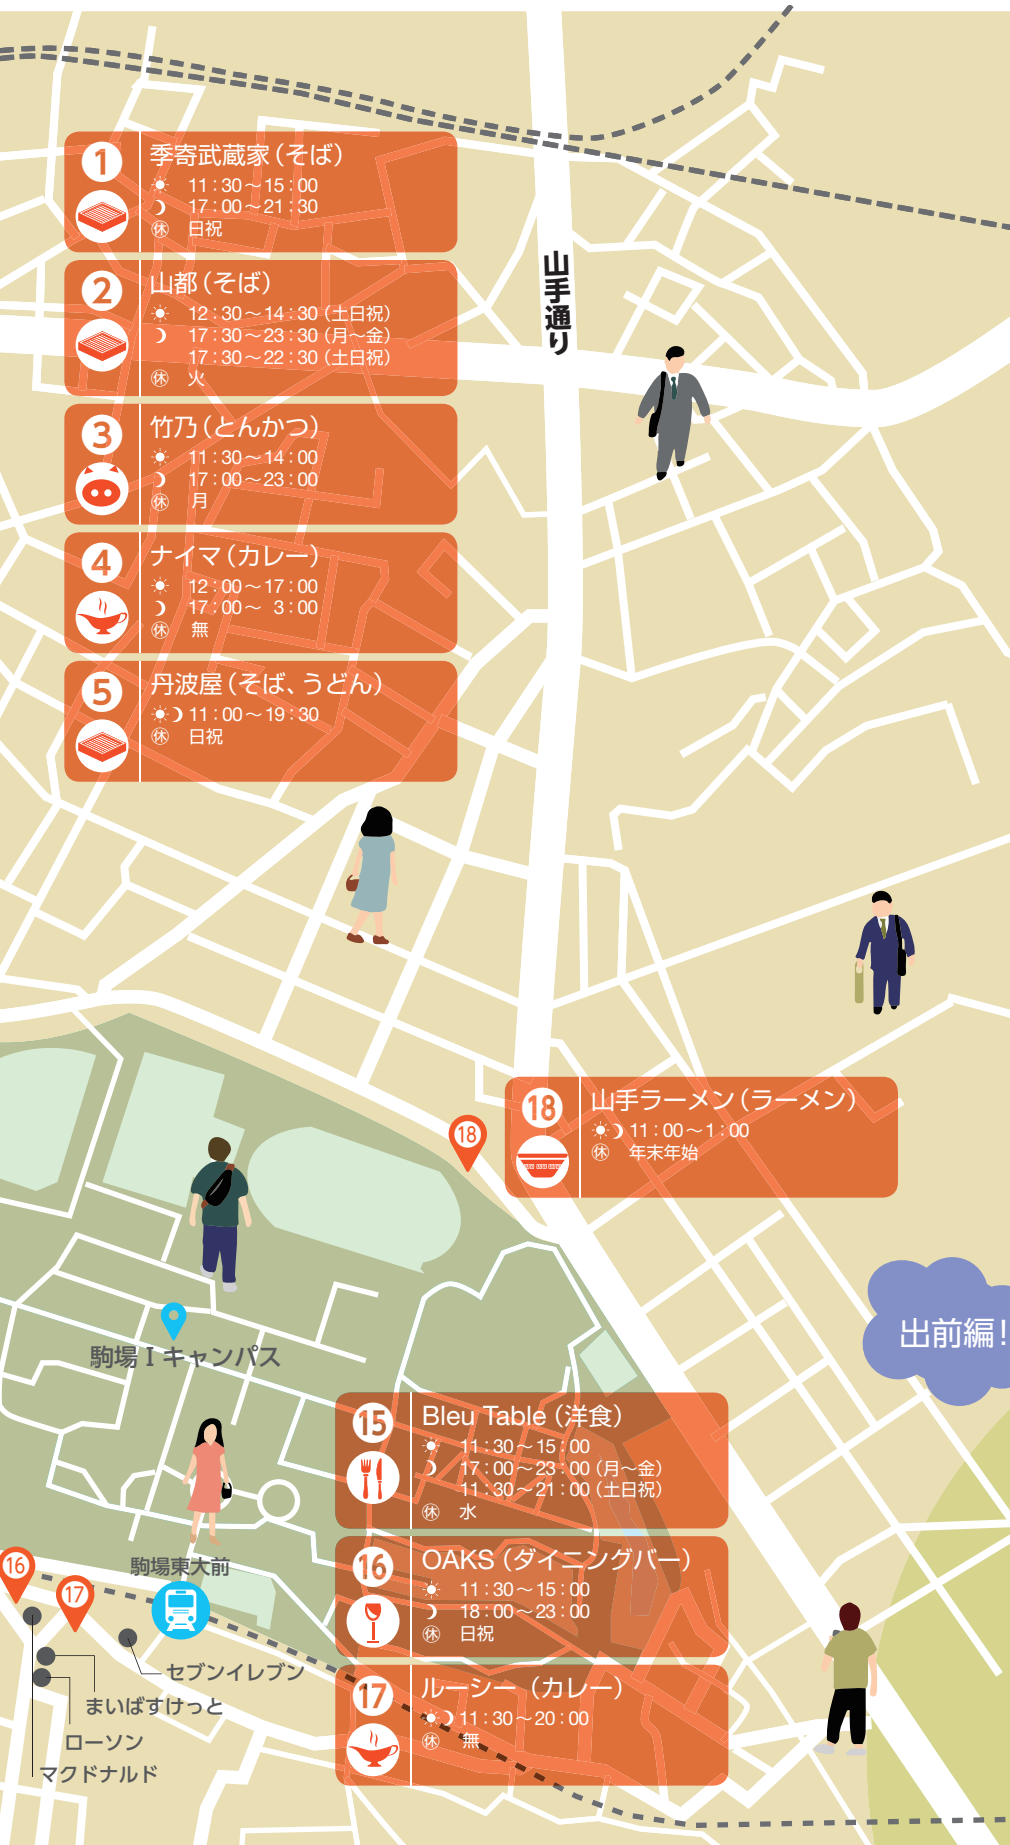 山手通り
1
季寄武蔵家（そば）
11：30～15：00
17：00～21：30
休 日祝
2
山都（そば）
12：30～14：30（土日祝）
17：30～23：30（月～金）
17：30～22：30（土日祝）
休 火
3
竹乃（とんかつ）
11：30～14：00
17：00～23：00
休 月
4
ナイマ（カレー）
12：00～17：00
17：00～ 3：00
休 無
5
丹波屋（そば、うどん）
11：00～19：30
休 日祝
18
18
山手ラーメン（ラーメン）
11：00～1：00
休 年末年始
出前編！
駒場Ⅰキャンパス
15
Bleu Table（洋食）
11：30～15：00
17：00～23：00（月～金）
11：30～21：00（土日祝）
休 水
16
OAKS（ダイニングバー）
11：30～15：00
18：00～23：00
休 日祝
17
ルーシー（カレー）
11：30～20：00
休 無
16
17
駒場東大前
セブンイレブン
まいばすけっと
ローソン
マクドナルド